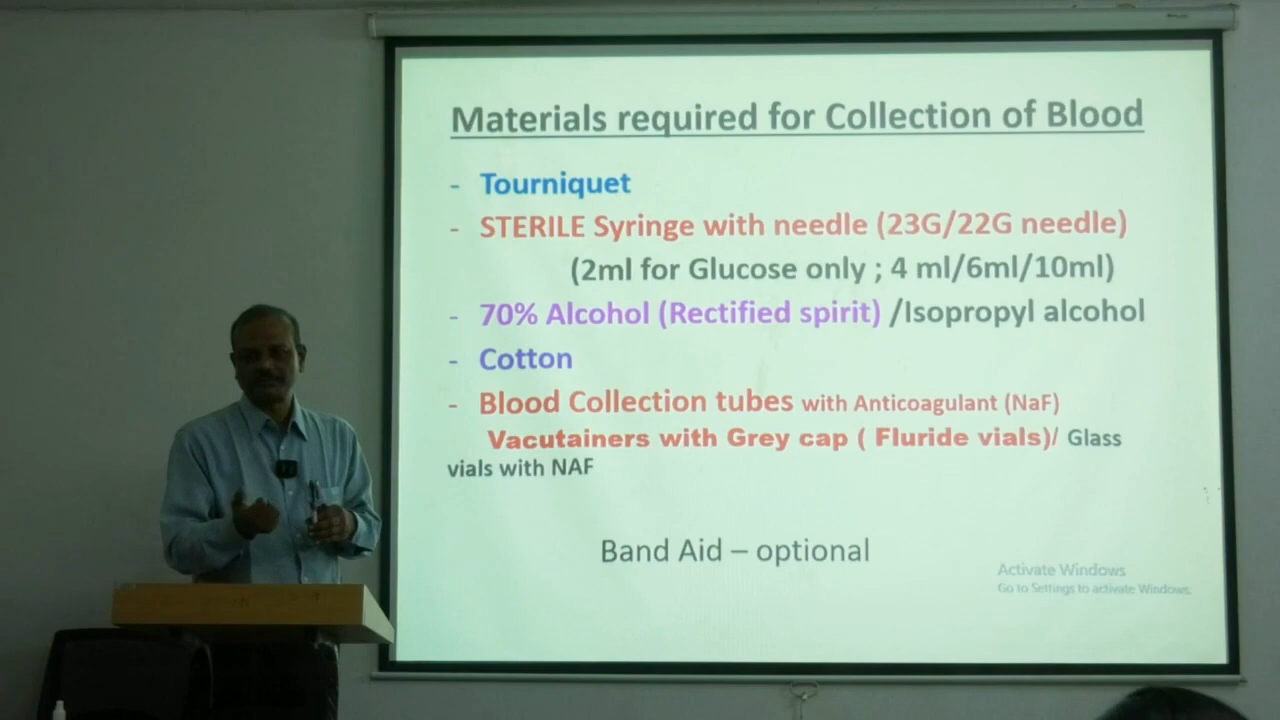 Materials required for Collection of Blood
- Tourniquet
- STERILE Syringe with needle (23G/22G needle)
(2ml for Glucose only ; 4 ml/6ml/10ml)
- 70% Alcohol (Rectified spirit) /Isopropyl alcohol
- Cotton
- Blood Collection tubes with Anticoagulant (NaF)
Vacutainers with Grey cap ( Fluride vials)/ Glass
vials with NAF
Band Aid – optional
Activate Windows
Go to Settings to activate Windows.